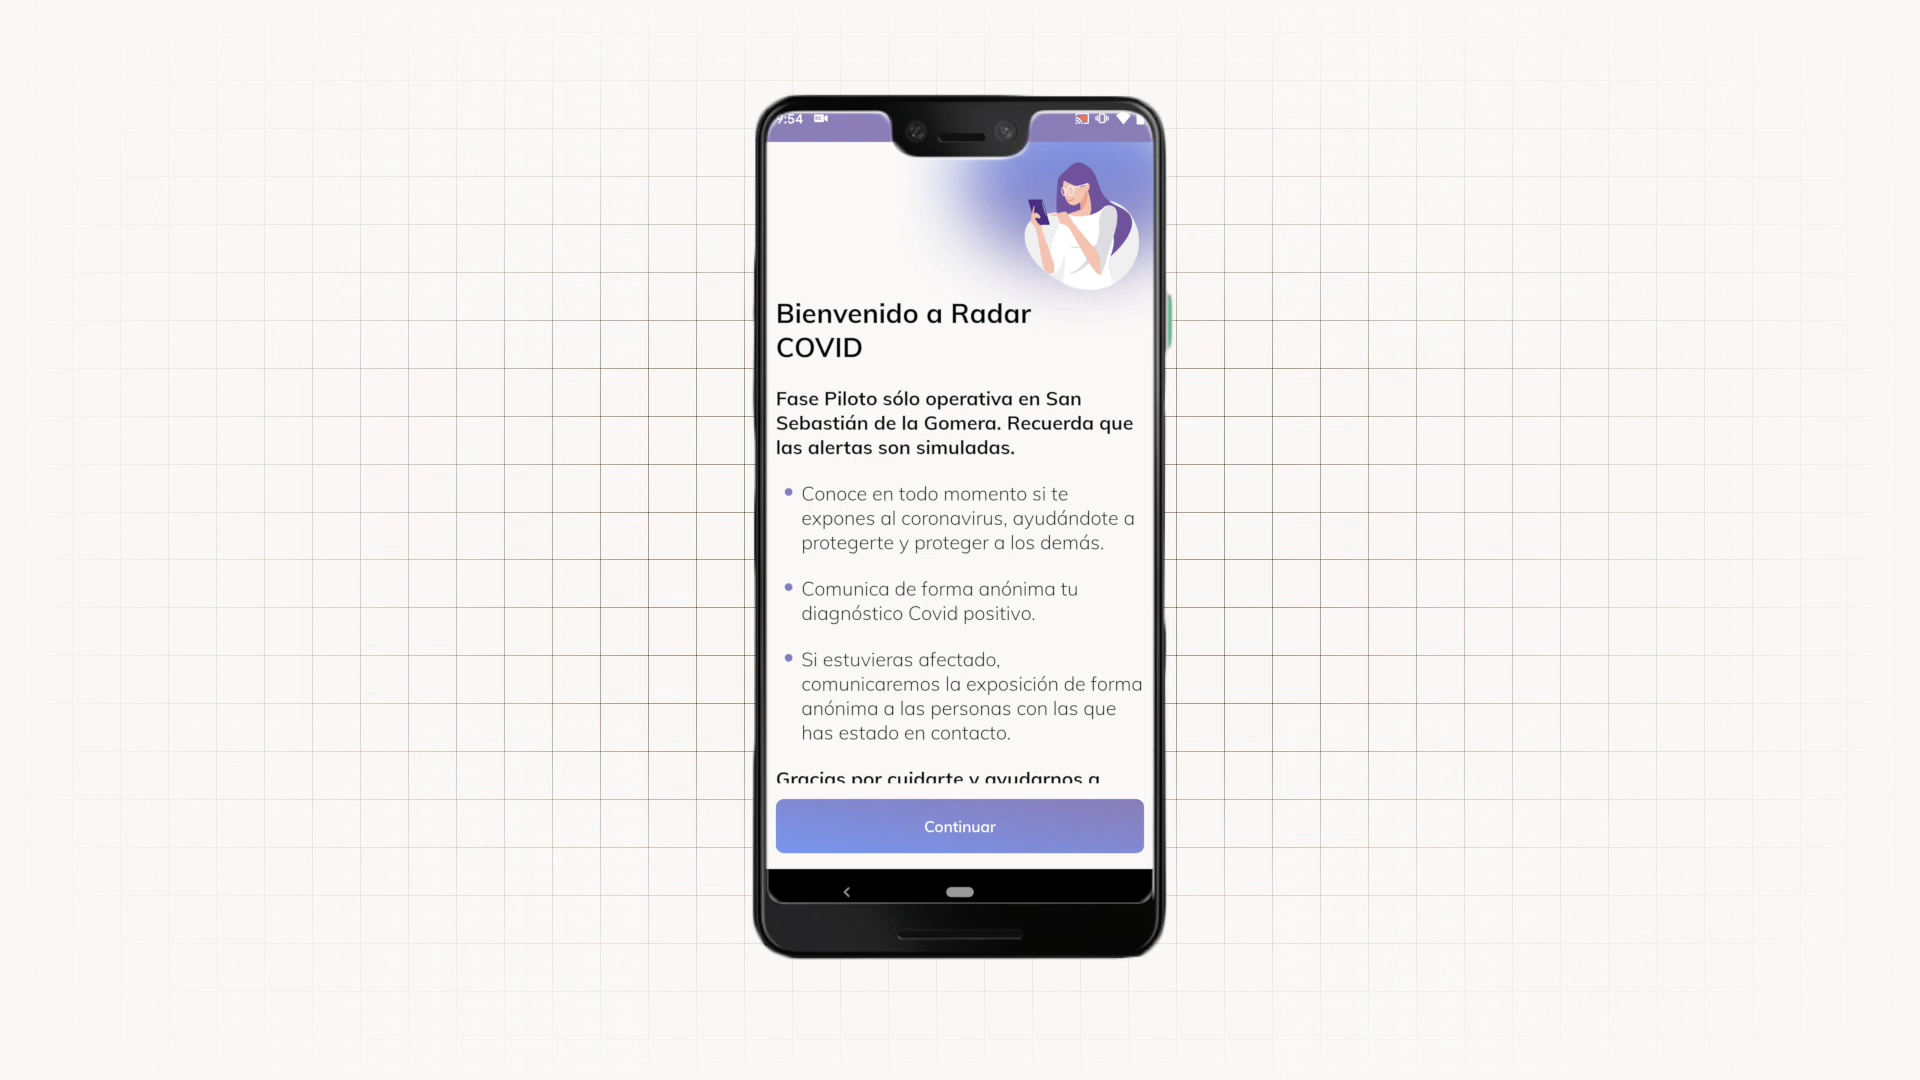 9:54
Bienvenido a Radar
COVID
Fase Piloto sólo operativa en San
Sebastián de la Gomera. Recuerda que
las alertas son simuladas.
Conoce en todo momento si te
expones al coronavirus, ayudándote a
protegerte y proteger a los demás.
Comunica de forma anónima tu
diagnóstico Covid positivo.
Si estuvieras afectado,
comunicaremos la exposición de forma
anónima a las personas con las que
has estado en contacto.
Gracias por cuidarte y ayudarnos a
Continuar